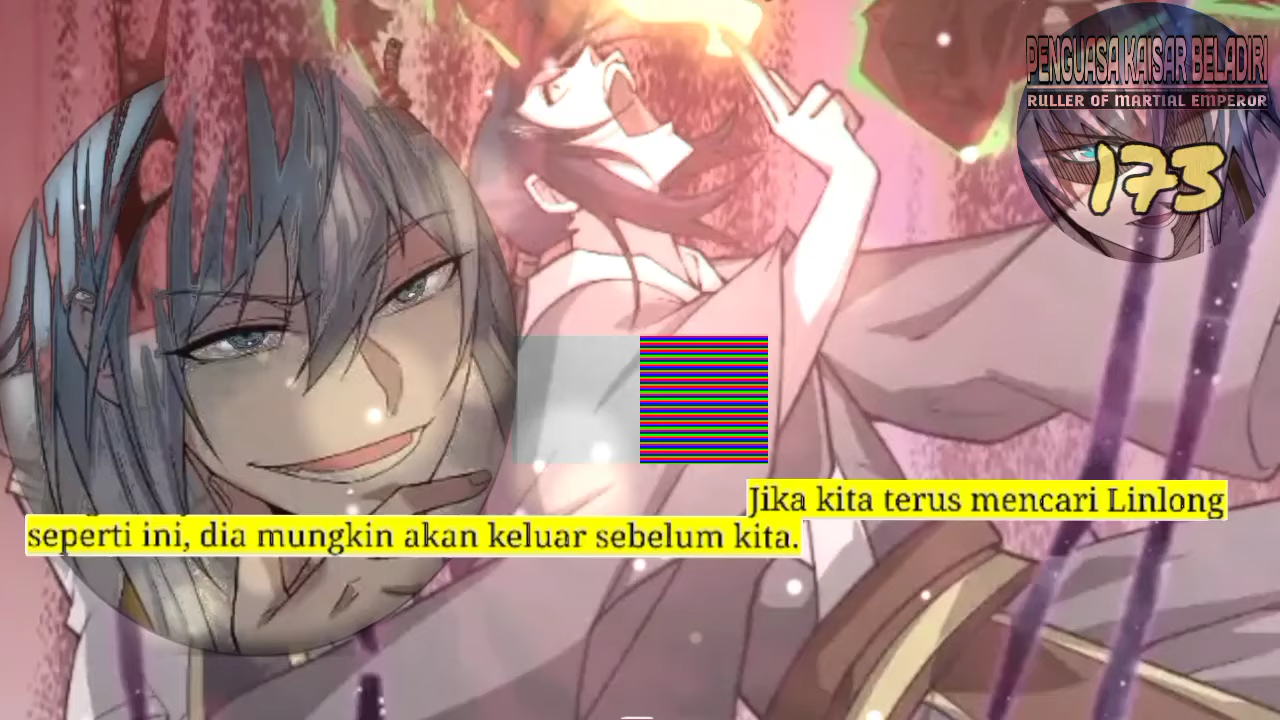 PENGUASA KAISAR BELADIRI
RULLER OF MARTIAL EMPEROR
173
Jika kita terus mencari Linlong
seperti ini, dia mungkin akan keluar sebelum kita.